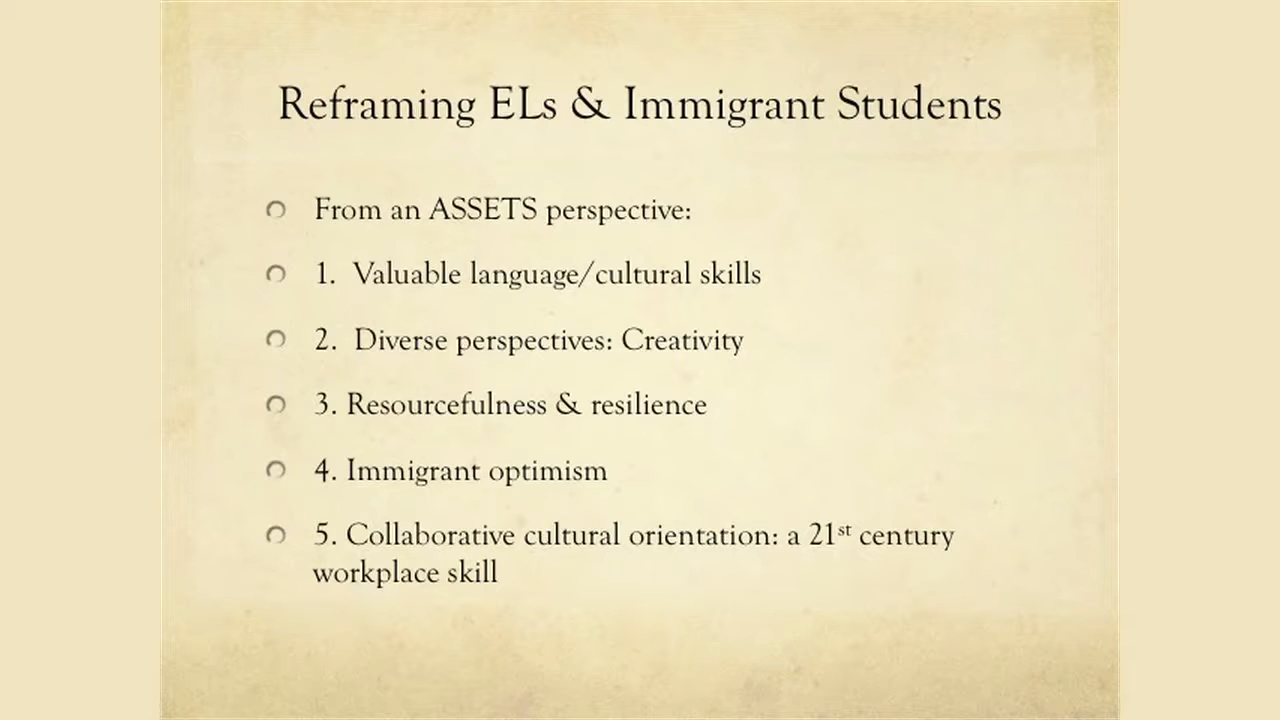 Reframing ELs & Immigrant Students
From an ASSETS perspective:
1. Valuable language/cultural skills
2. Diverse perspectives: Creativity
3. Resourcefulness & resilience
4. Immigrant optimism
5. Collaborative cultural orientation: a 21st century
workplace skill